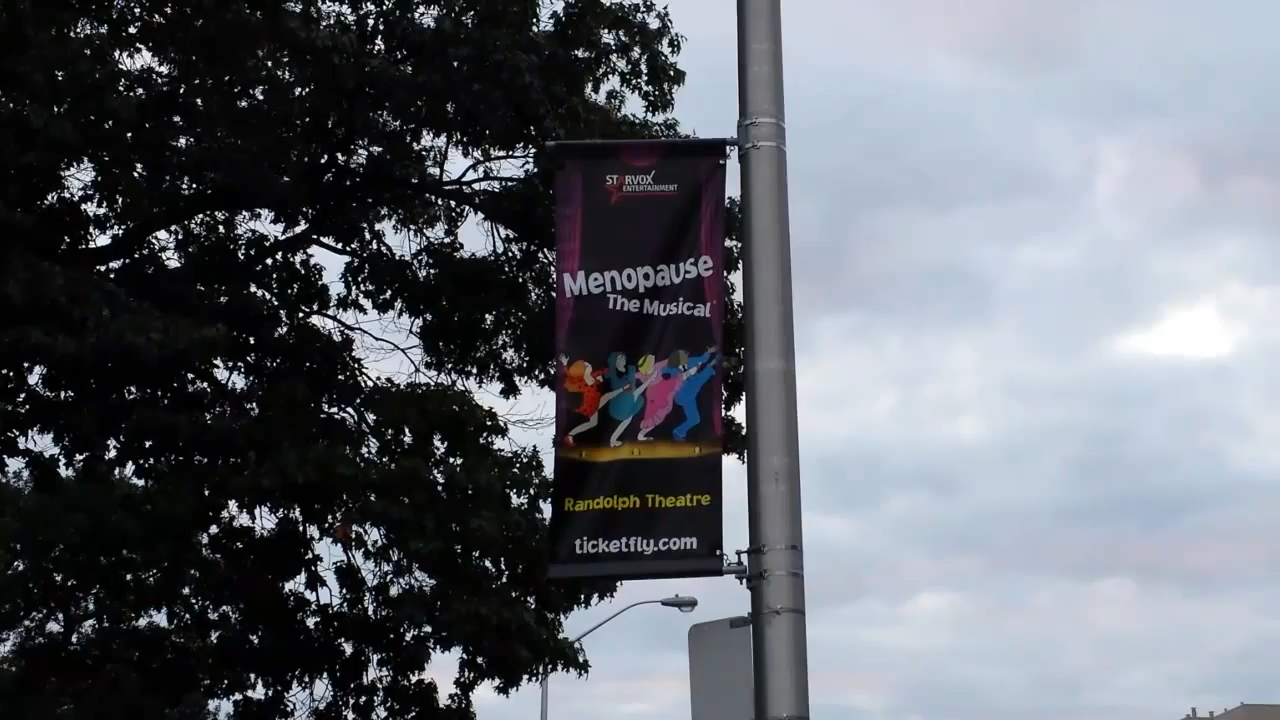 STARVOX
ENTERTAINMENT
Menopause
The Musical
Randolph Theatre
ticketfly.com